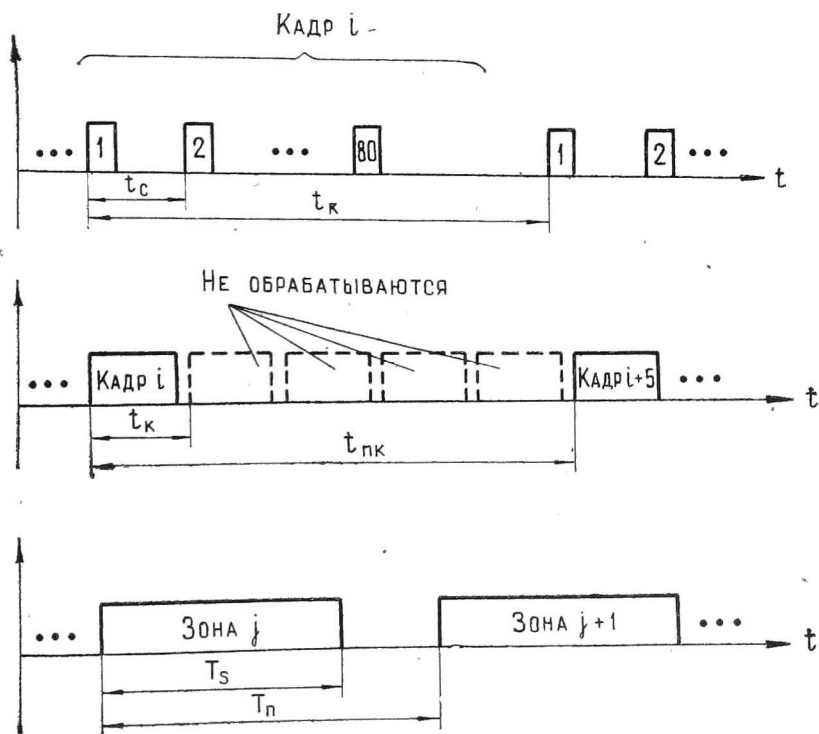 Кадр i
... 1 2 ... 80 1 2 ...
t
tс
tк
Не обрабатываются
... Кадр i Кадр i+5 ...
t
tк
tпк
... Зона j Зона j+1 ...
t
Ts
Tп